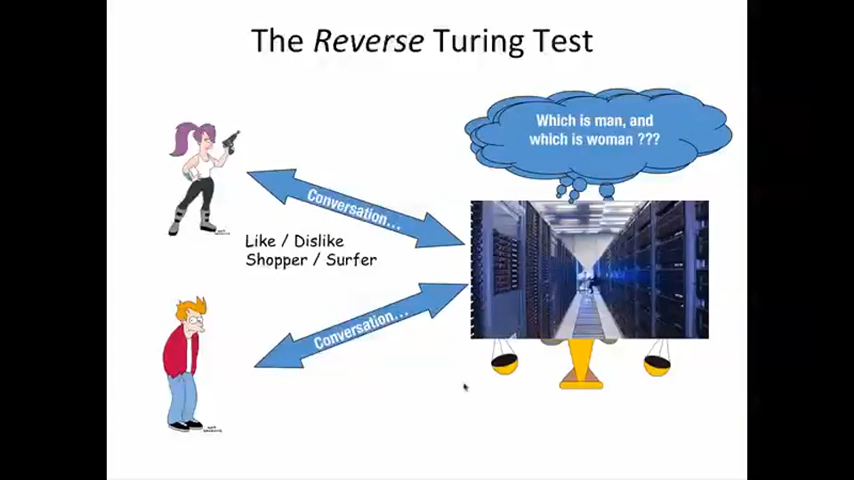 The Reverse Turing Test
Which is man, and
which is woman ???
Conversation...
Like / Dislike
Shopper / Surfer
Conversation...